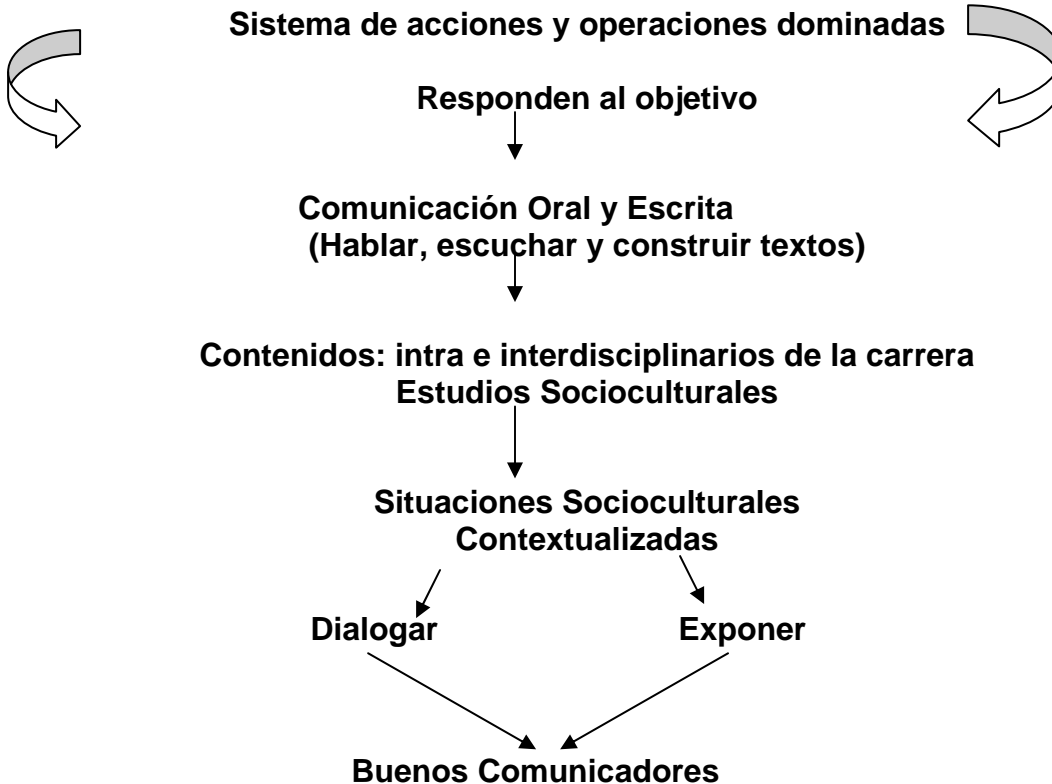 Sistema de acciones y operaciones dominadas
Responden al objetivo
Comunicación Oral y Escrita
(Hablar, escuchar y construir textos)
Contenidos: intra e interdisciplinarios de la carrera
Estudios Socioculturales
Situaciones Socioculturales
Contextualizadas
Dialogar Exponer
Buenos Comunicadores